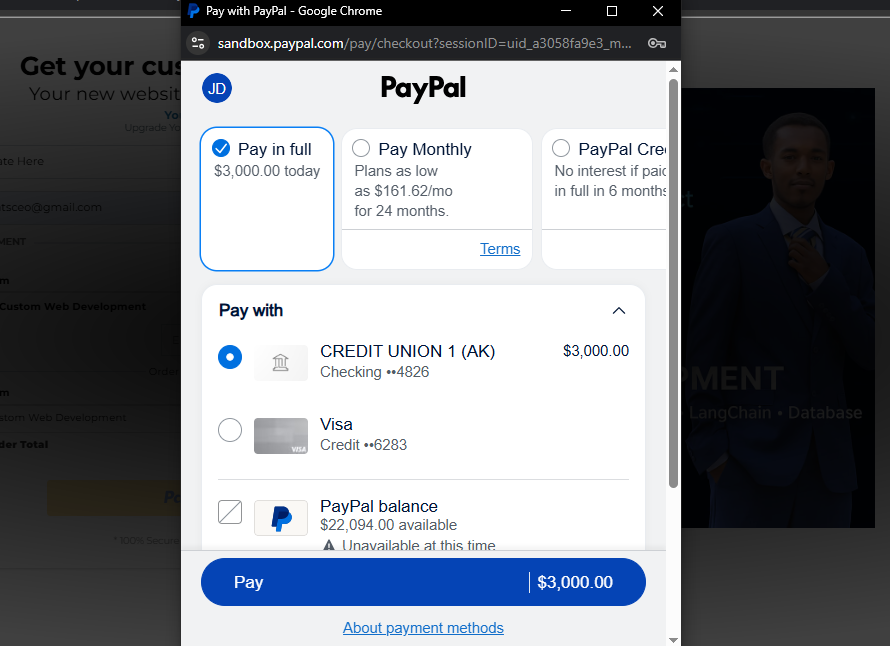 Pay with PayPal - Google Chrome
sandbox.paypal.com/pay/checkout?sessionID=uid_a3058fa9e3_m...
Get your cus
Your new websit
Yo
Upgrade Yo
ate Here
tsceo@gmail.com
MENT
m
Custom Web Development
Order
m
stom Web Development
der Total
Pa
* 100% Secure
JD
PayPal
Pay in full
$3,000.00 today
Pay Monthly
Plans as low
as $161.62/mo
for 24 months.
Terms
PayPal Cre
No interest if paid
in full in 6 months
Pay with
CREDIT UNION 1 (AK)
$3,000.00
Checking ••4826
VISA
Visa
Credit ••6283
PayPal balance
$22,094.00 available
Unavailable at this time
Pay
$3,000.00
About payment methods
ct
PMENT
LangChain • Database